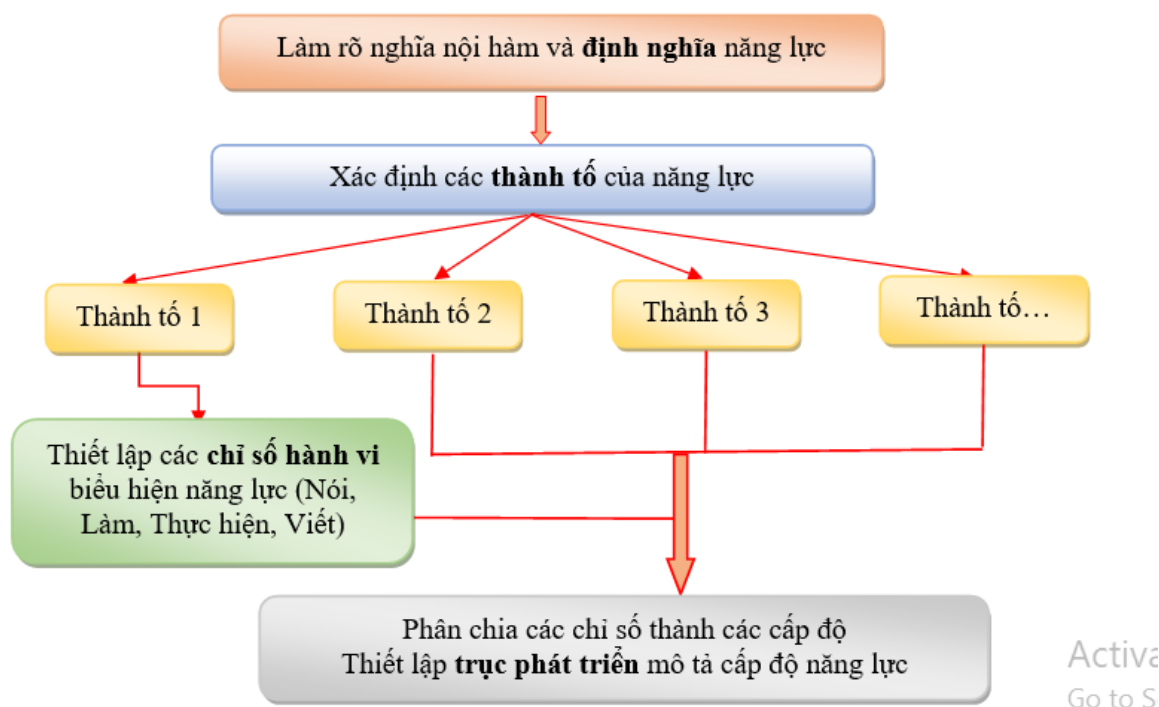 Làm rõ nghĩa nội hàm và định nghĩa năng lực
Xác định các thành tố của năng lực
Thành tố 1
Thành tố 2
Thành tố 3
Thành tố…
Thiết lập các chỉ số hành vi
biểu hiện năng lực (Nói,
Làm, Thực hiện, Viết)
Phân chia các chỉ số thành các cấp độ
Thiết lập trục phát triển mô tả cấp độ năng lực
Activa
Go to S